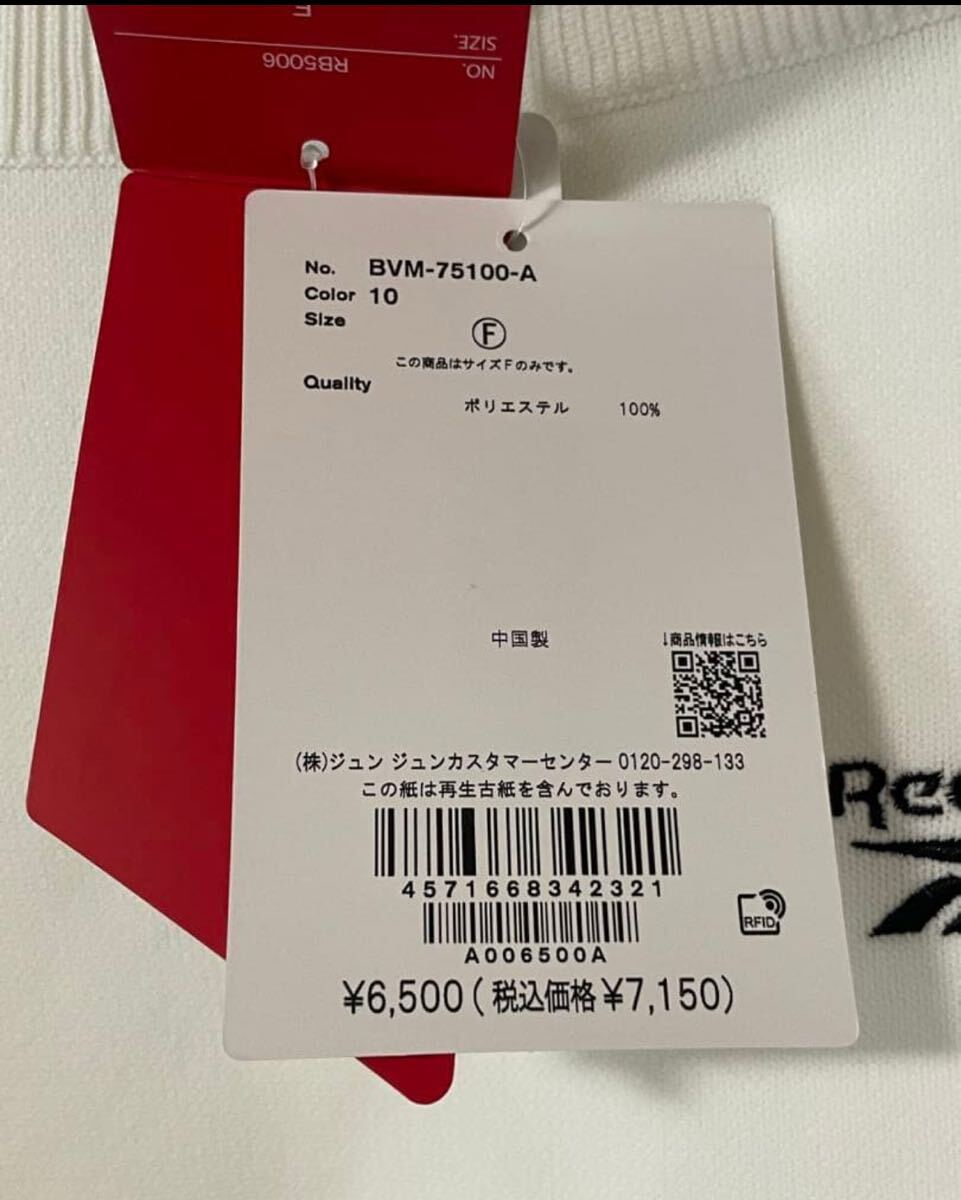 F
SIZE.
NO. RB5006
No. BVM-75100-A
Color 10
Size
F
この商品はサイズFのみです。
Quality
ポリエステル 100%
中国製
↓商品情報はこちら
(株)ジュン ジュンカスタマーセンター 0120-298-133
この紙は再生古紙を含んでおります。
4571668342321
RFID
A006500A
¥6,500(税込価格¥7,150)
Ree